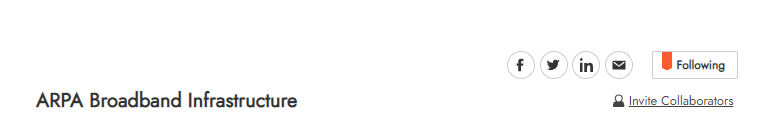 Following
ARPA Broadband Infrastructure
Invite Collaborators